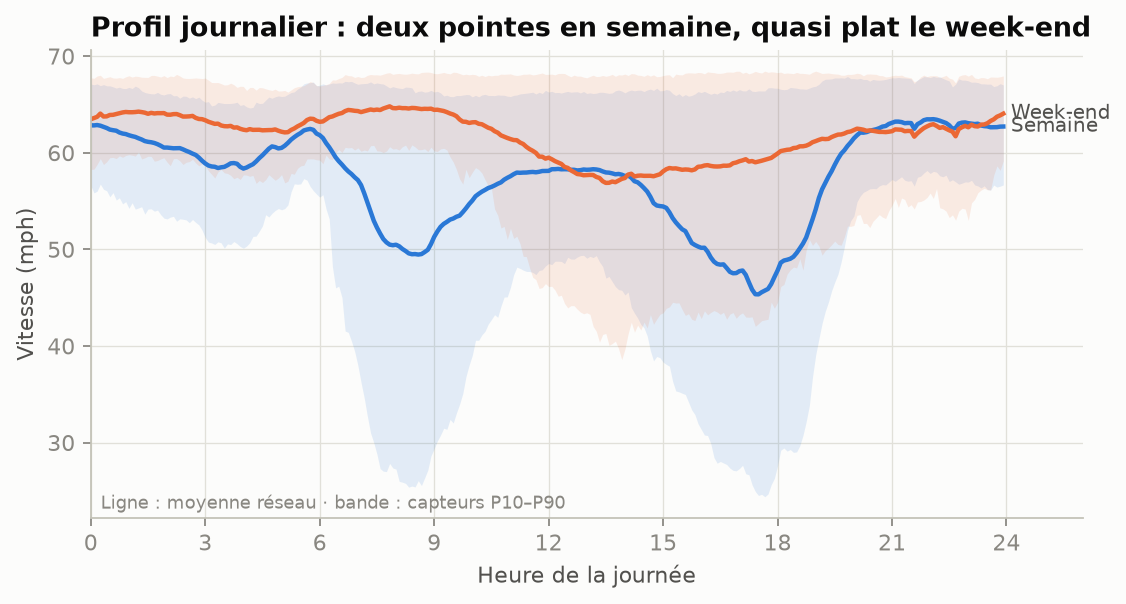 Profil journalier : deux pointes en semaine, quasi plat le week-end
70
60
50
40
30
Vitesse (mph)
Week-end
Semaine
Ligne : moyenne réseau · bande : capteurs P10–P90
0 3 6 9 12 15 18 21 24
Heure de la journée